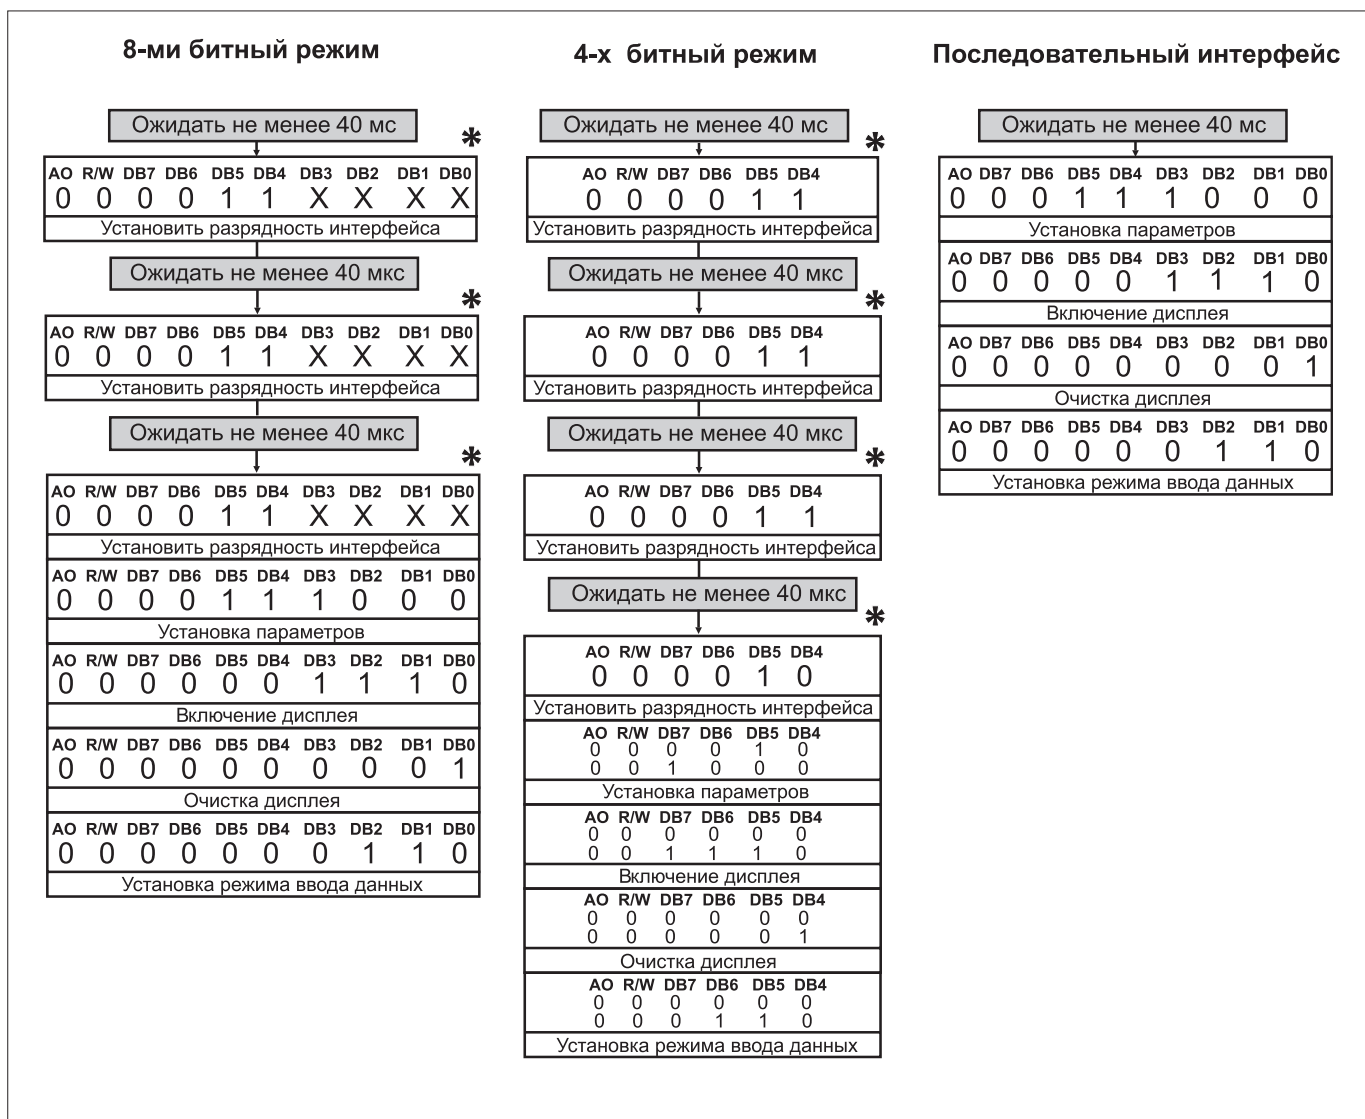 8-ми битный режим
Ожидать не менее 40 мс
*
AO R/W DB7 DB6 DB5 DB4 DB3 DB2 DB1 DB0
0 0 0 0 1 1 X X X X
Установить разрядность интерфейса
Ожидать не менее 40 мкс
*
AO R/W DB7 DB6 DB5 DB4 DB3 DB2 DB1 DB0
0 0 0 0 1 1 X X X X
Установить разрядность интерфейса
Ожидать не менее 40 мкс
*
AO R/W DB7 DB6 DB5 DB4 DB3 DB2 DB1 DB0
0 0 0 0 1 1 X X X X
Установить разрядность интерфейса
AO R/W DB7 DB6 DB5 DB4 DB3 DB2 DB1 DB0
0 0 0 0 1 1 1 0 0 0
Установка параметров
AO R/W DB7 DB6 DB5 DB4 DB3 DB2 DB1 DB0
0 0 0 0 0 0 1 1 1 0
Включение дисплея
AO R/W DB7 DB6 DB5 DB4 DB3 DB2 DB1 DB0
0 0 0 0 0 0 0 0 0 1
Очистка дисплея
AO R/W DB7 DB6 DB5 DB4 DB3 DB2 DB1 DB0
0 0 0 0 0 0 0 1 1 0
Установка режима ввода данных
4-х битный режим
Ожидать не менее 40 мс
*
AO R/W DB7 DB6 DB5 DB4
0 0 0 0 1 1
Установить разрядность интерфейса
Ожидать не менее 40 мкс
*
AO R/W DB7 DB6 DB5 DB4
0 0 0 0 1 1
Установить разрядность интерфейса
Ожидать не менее 40 мкс
*
AO R/W DB7 DB6 DB5 DB4
0 0 0 0 1 1
Установить разрядность интерфейса
Ожидать не менее 40 мкс
*
AO R/W DB7 DB6 DB5 DB4
0 0 0 0 1 0
Установить разрядность интерфейса
AO R/W DB7 DB6 DB5 DB4
0 0 0 0 1 0
0 0 1 0 0 0
Установка параметров
AO R/W DB7 DB6 DB5 DB4
0 0 0 0 0 0
0 0 1 1 1 0
Включение дисплея
AO R/W DB7 DB6 DB5 DB4
0 0 0 0 0 0
0 0 0 0 0 1
Очистка дисплея
AO R/W DB7 DB6 DB5 DB4
0 0 0 0 0 0
0 0 0 1 1 0
Установка режима ввода данных
Последовательный интерфейс
Ожидать не менее 40 мс
AO DB7 DB6 DB5 DB4 DB3 DB2 DB1 DB0
0 0 0 1 1 1 0 0 0
Установка параметров
AO DB7 DB6 DB5 DB4 DB3 DB2 DB1 DB0
0 0 0 0 0 1 1 1 0
Включение дисплея
AO DB7 DB6 DB5 DB4 DB3 DB2 DB1 DB0
0 0 0 0 0 0 0 0 1
Очистка дисплея
AO DB7 DB6 DB5 DB4 DB3 DB2 DB1 DB0
0 0 0 0 0 0 1 1 0
Установка режима ввода данных